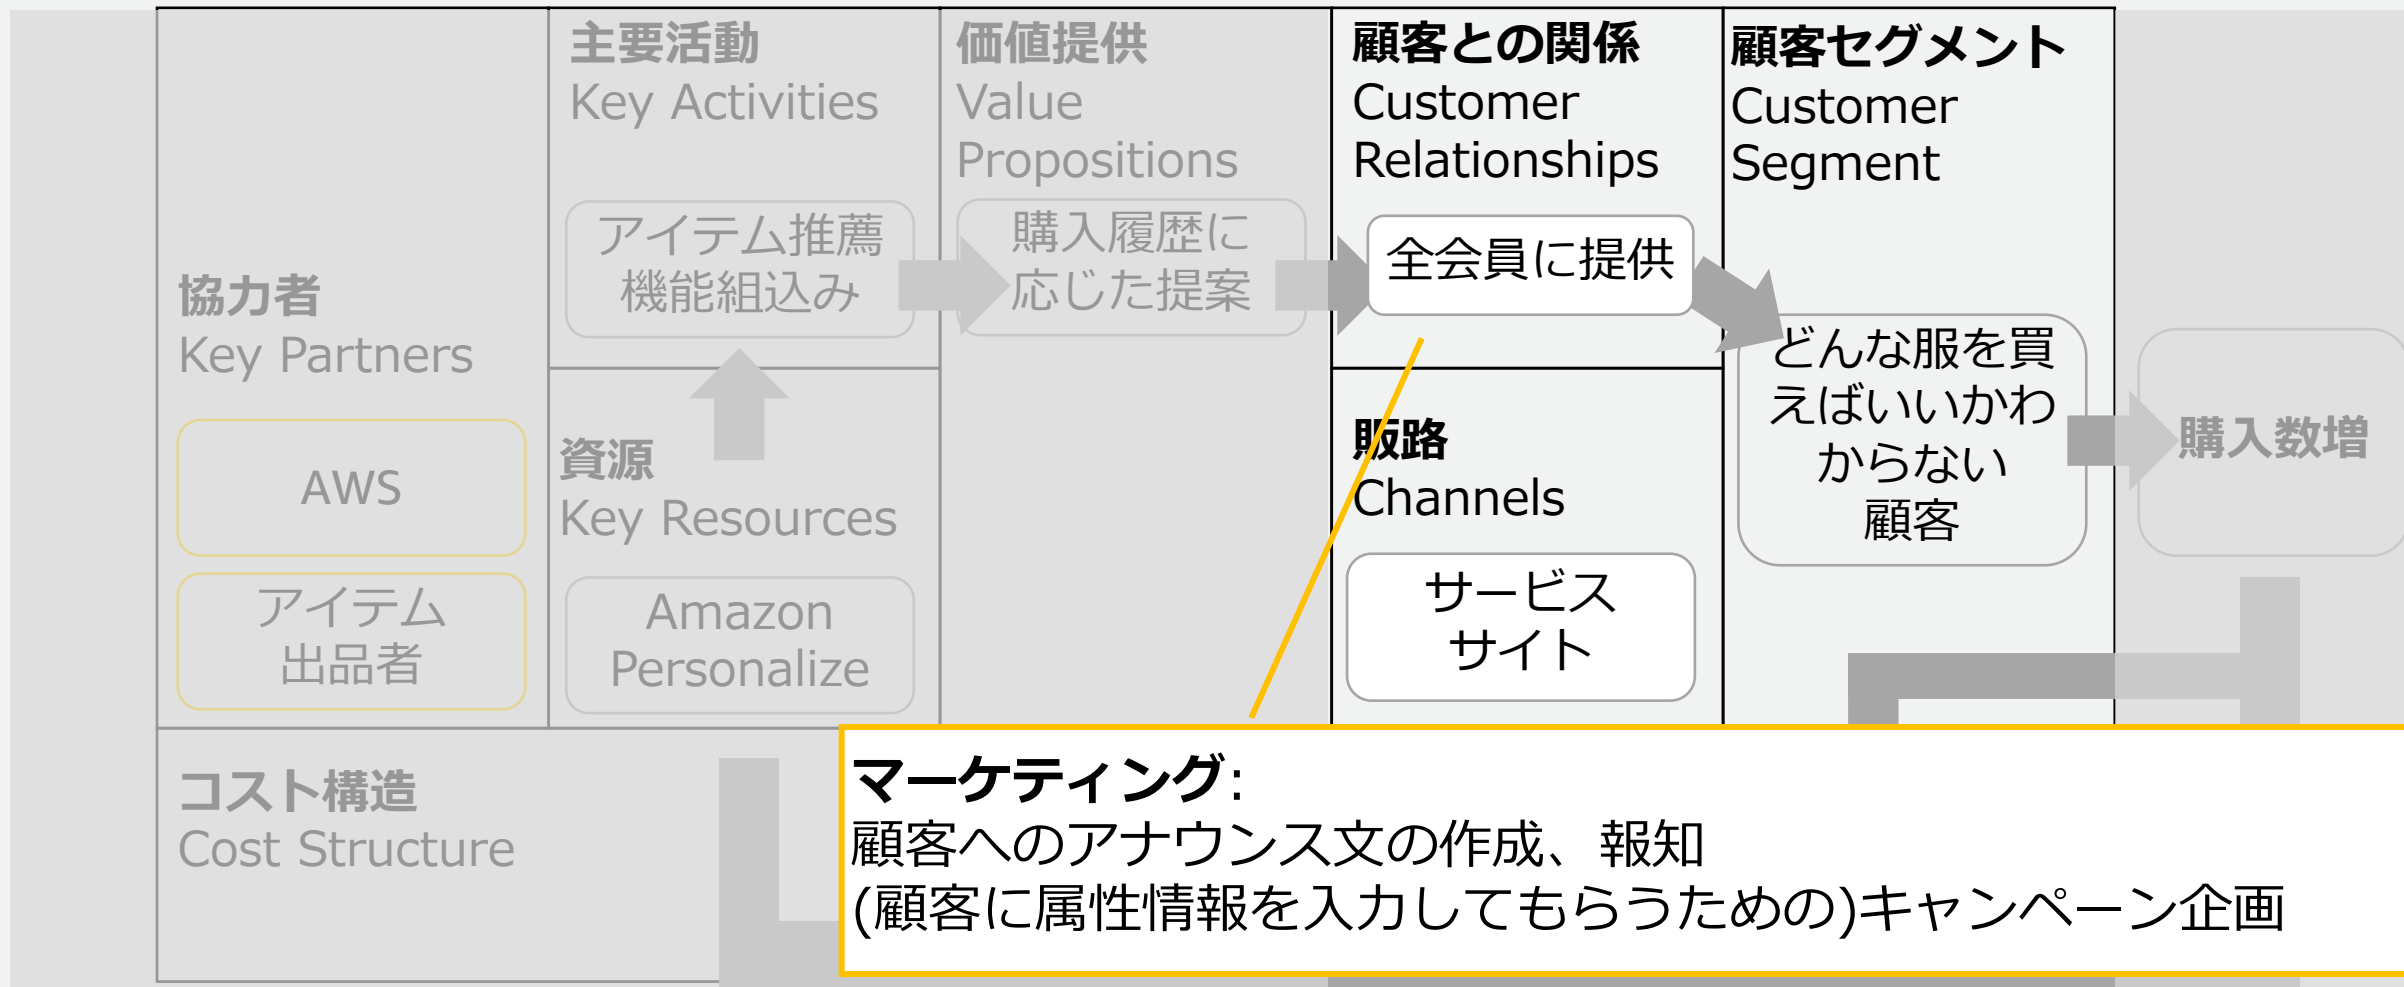 協力者
Key Partners
AWS
アイテム
出品者
主要活動
Key Activities
アイテム推薦
機能組込み
資源
Key Resources
Amazon
Personalize
価値提供
Value
Propositions
購入履歴に
応じた提案
顧客との関係
Customer
Relationships
全会員に提供
販路
Channels
サービス
サイト
顧客セグメント
Customer
Segment
どんな服を買
えばいいかわ
からない
顧客
購入数増
コスト構造
Cost Structure
マーケティング:
顧客へのアナウンス文の作成、報知
(顧客に属性情報を入力してもらうための)キャンペーン企画